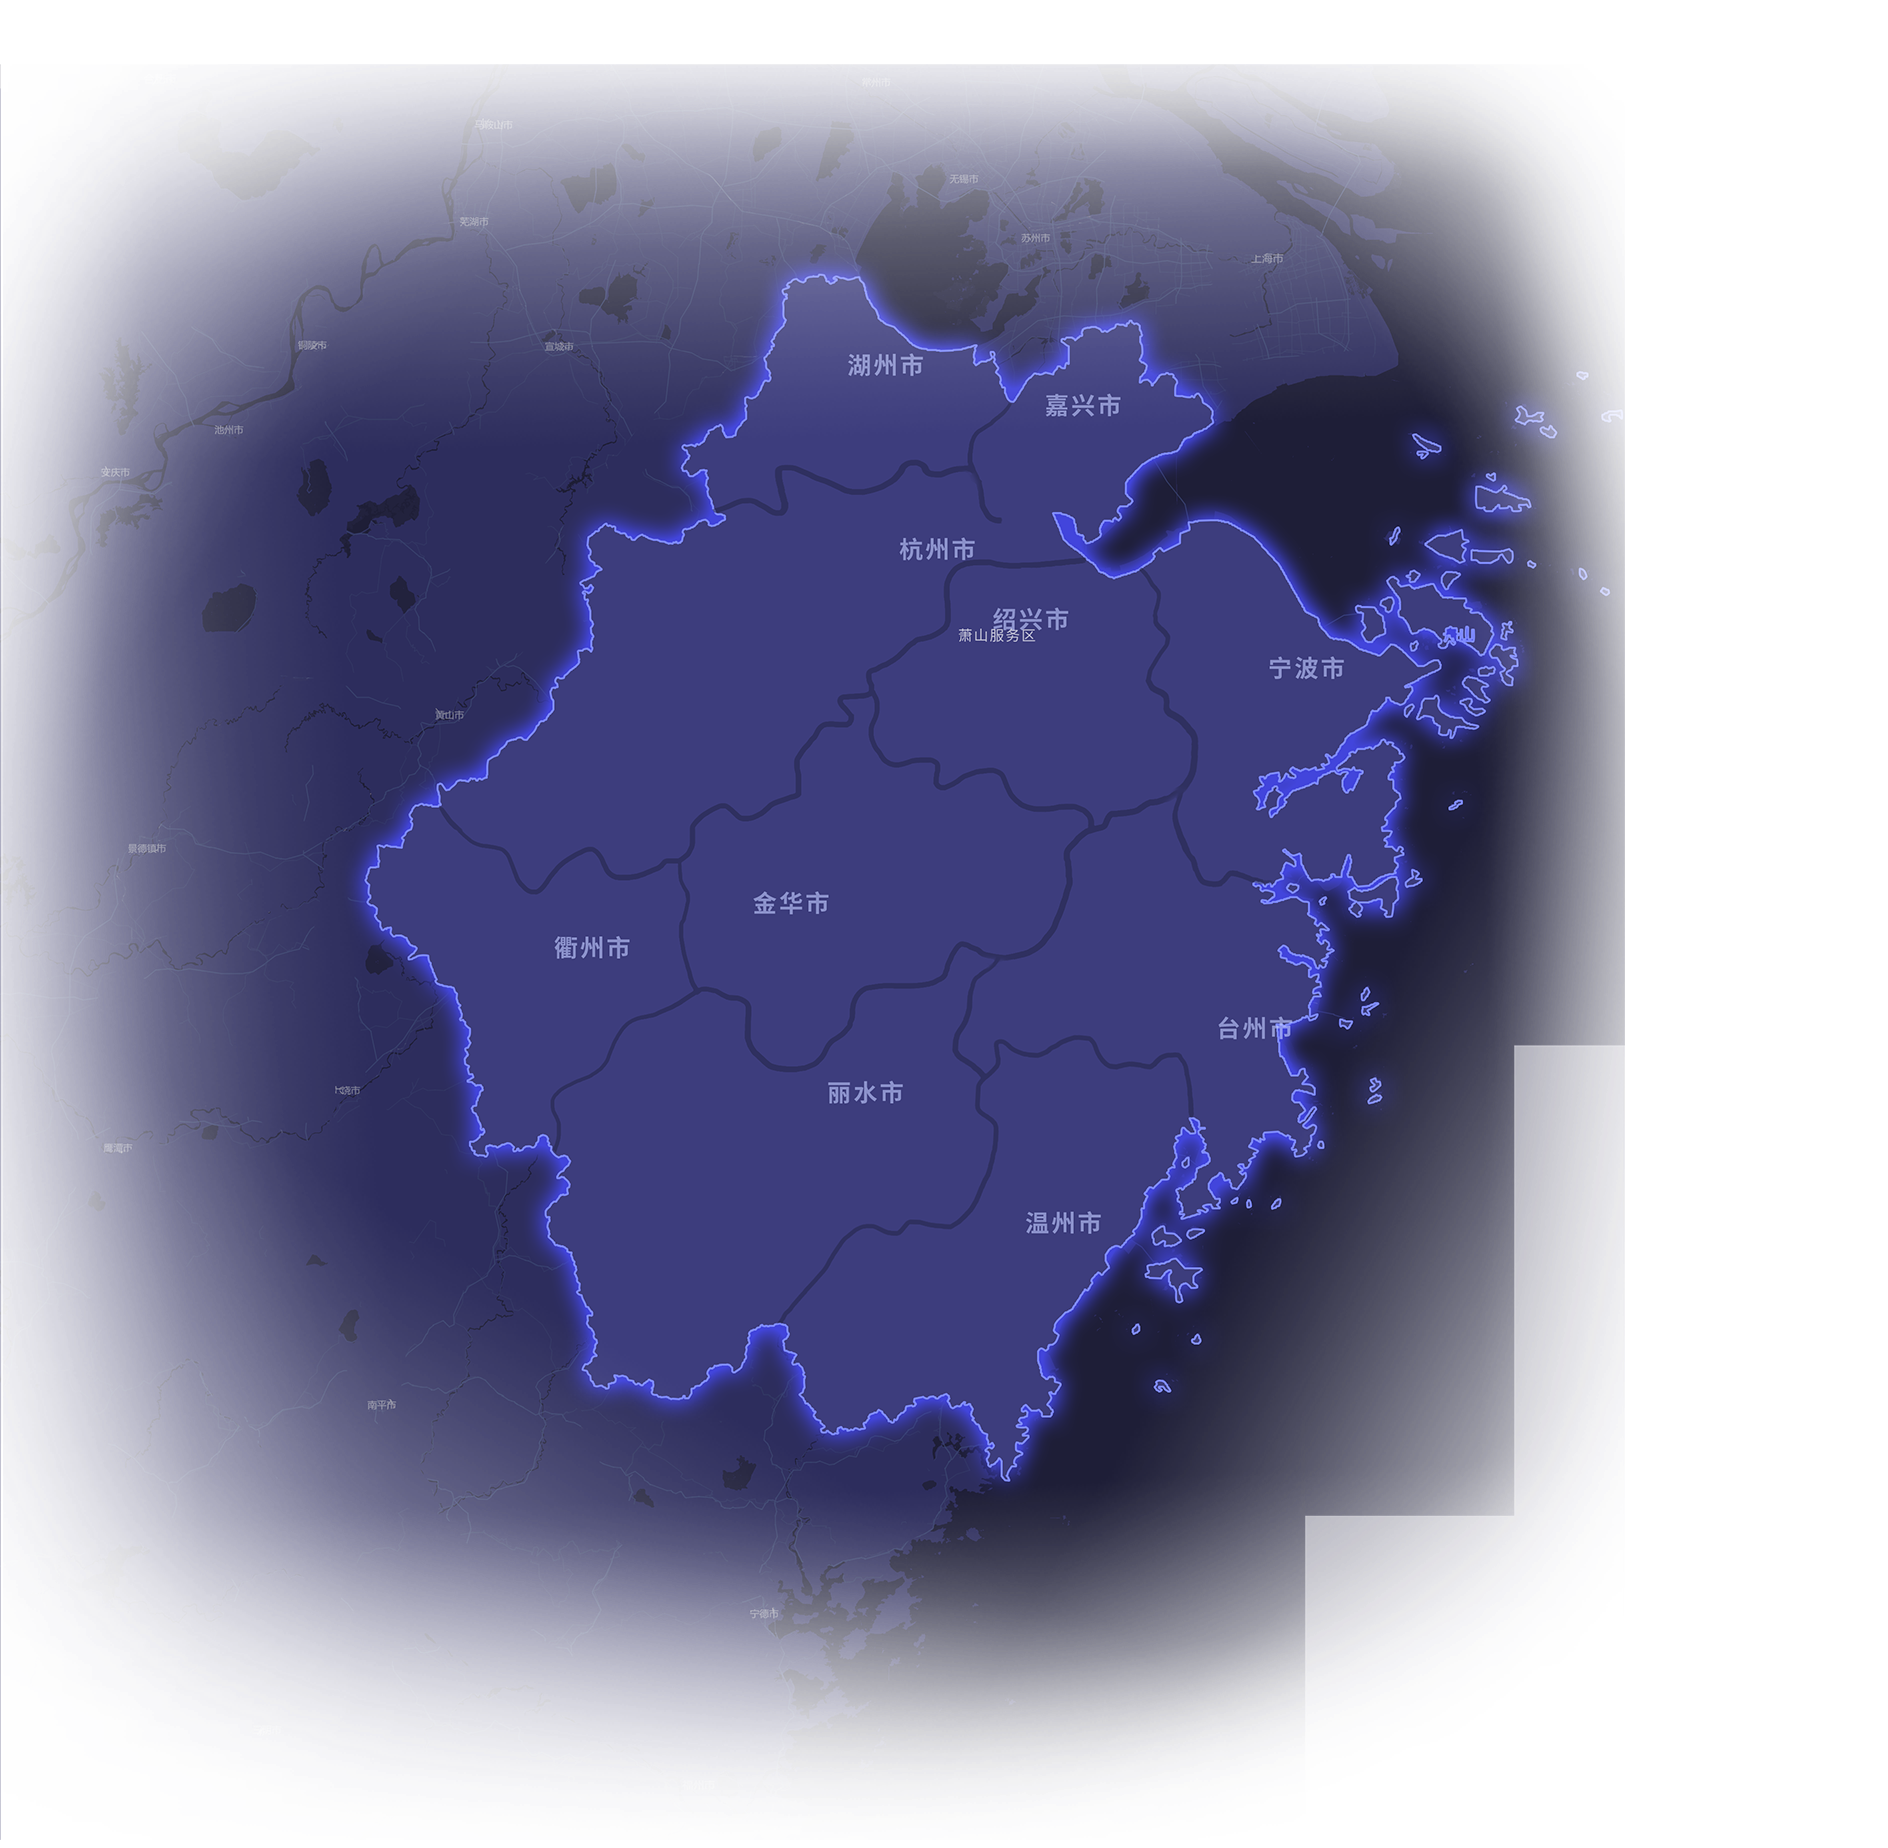 马鞍山市
无锡市
芜湖市
苏州市
上海市
铜陵市
宣城市
湖州市
嘉兴市
池州市
安庆市
杭州市
绍兴市
萧山服务区
舟山
宁波市
黄山市
景德镇市
金华市
衢州市
台州市
上饶市
丽水市
鹰潭市
温州市
南平市
宁德市